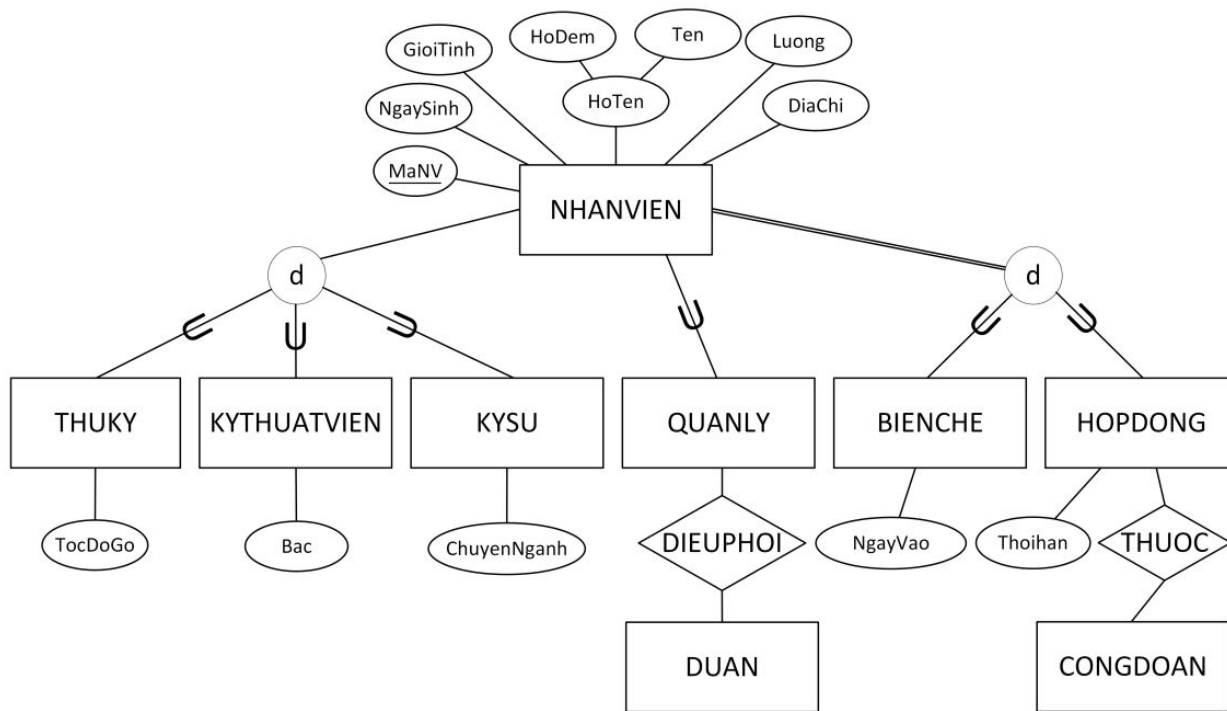 HoDem
Ten
GioiTinh
Luong
HoTen
NgaySinh
DiaChi
MaNV
NHANVIEN
d
d
THUKY
KYTHUATVIEN
KYSU
QUANLY
BIENCHE
HOPDONG
TocDoGo
Bac
ChuyenNganh
DIEUPHOI
NgayVao
Thoihan
THUOC
DUAN
CONGDOAN